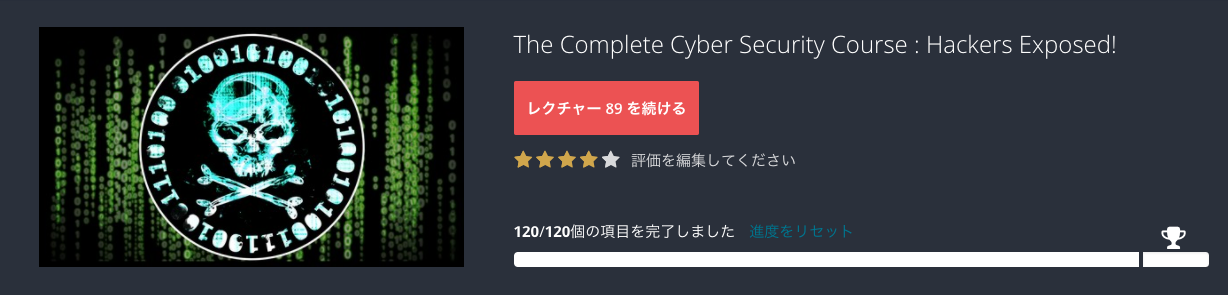 The Complete Cyber Security Course : Hackers Exposed!
レクチャー 89 を続ける
評価を編集してください
120/120個の項目を完了しました 進度をリセット